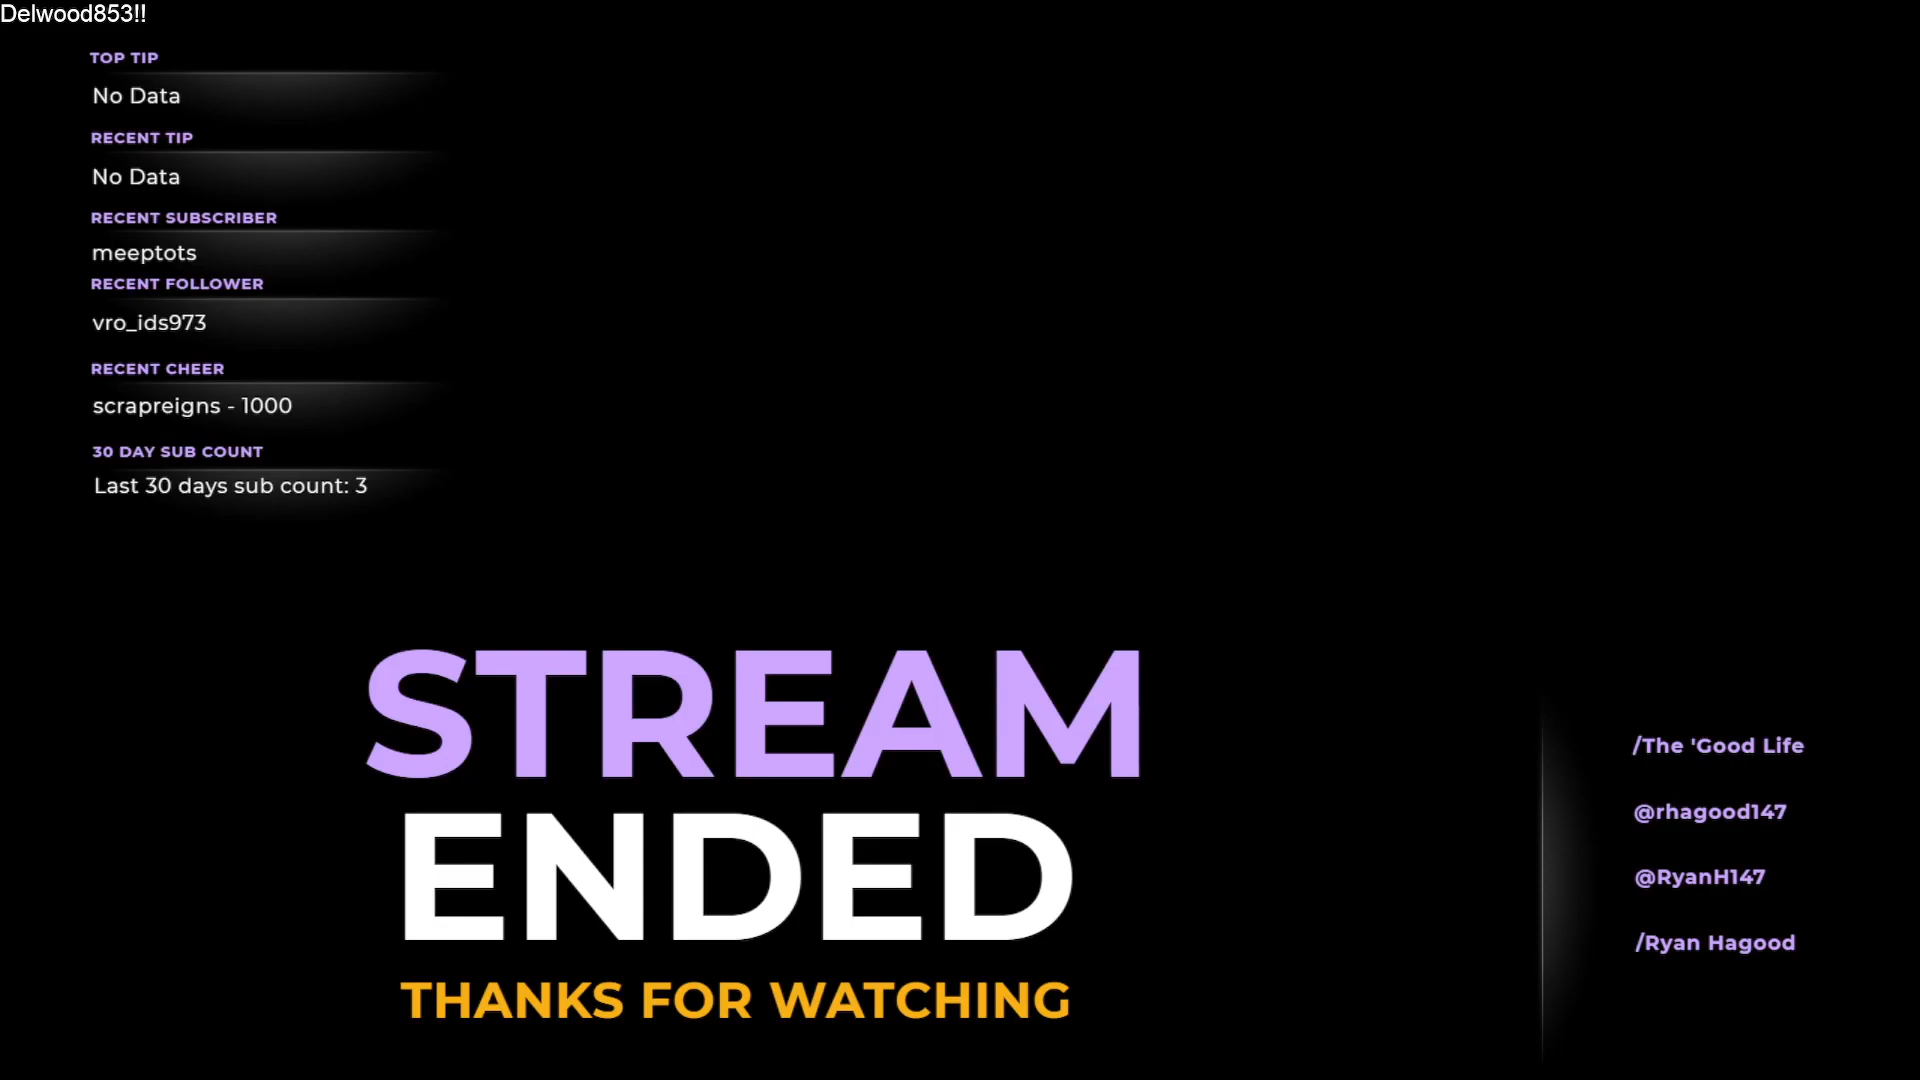 Delwood853!!
TOP TIP
No Data
RECENT TIP
No Data
RECENT SUBSCRIBER
meeptots
RECENT FOLLOWER
vro_ids973
RECENT CHEER
scrapreigns - 1000
30 DAY SUB COUNT
Last 30 days sub count: 3
STREAM
ENDED
THANKS FOR WATCHING
/The 'Good Life
@rhagood147
@RyanH147
/Ryan Hagood